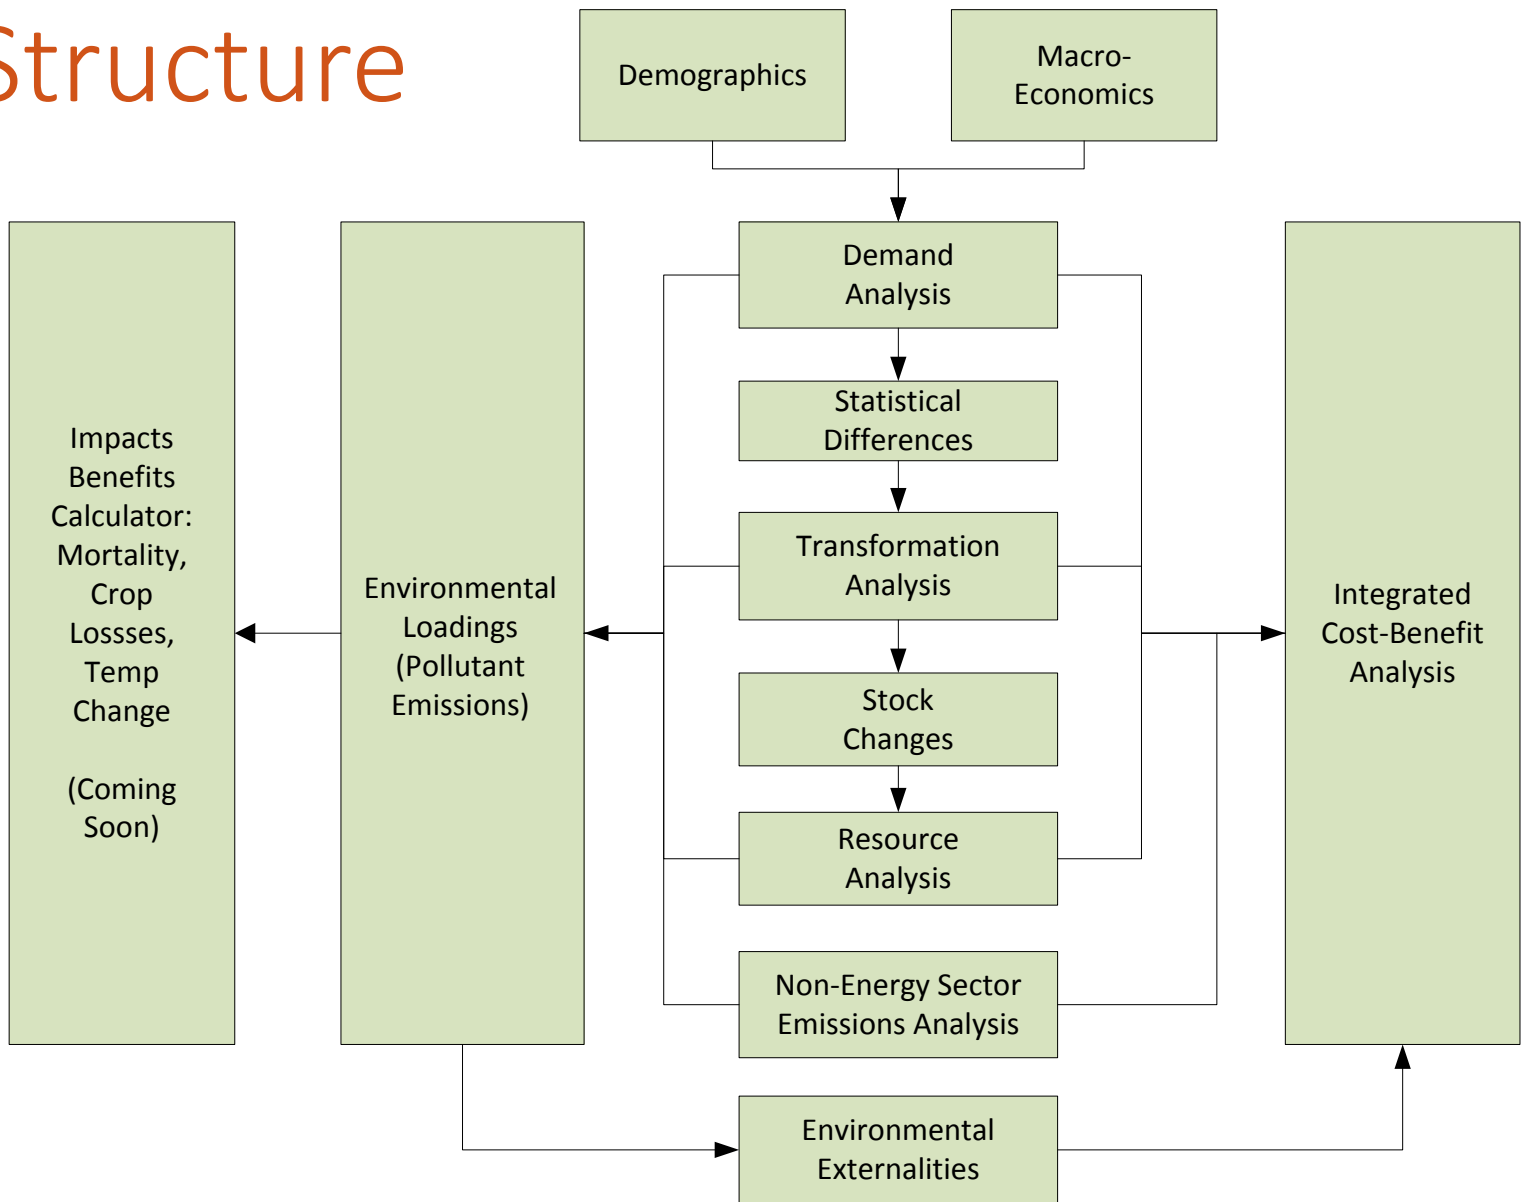 Structure
Demographics
Macro-
Economics
Demand
Analysis
Statistical
Differences
Transformation
Analysis
Stock
Changes
Resource
Analysis
Non-Energy Sector
Emissions Analysis
Environmental
Externalities
Impacts
Benefits
Calculator:
Mortality,
Crop
Lossses,
Temp
Change
(Coming
Soon)
Environmental
Loadings
(Pollutant
Emissions)
Integrated
Cost-Benefit
Analysis